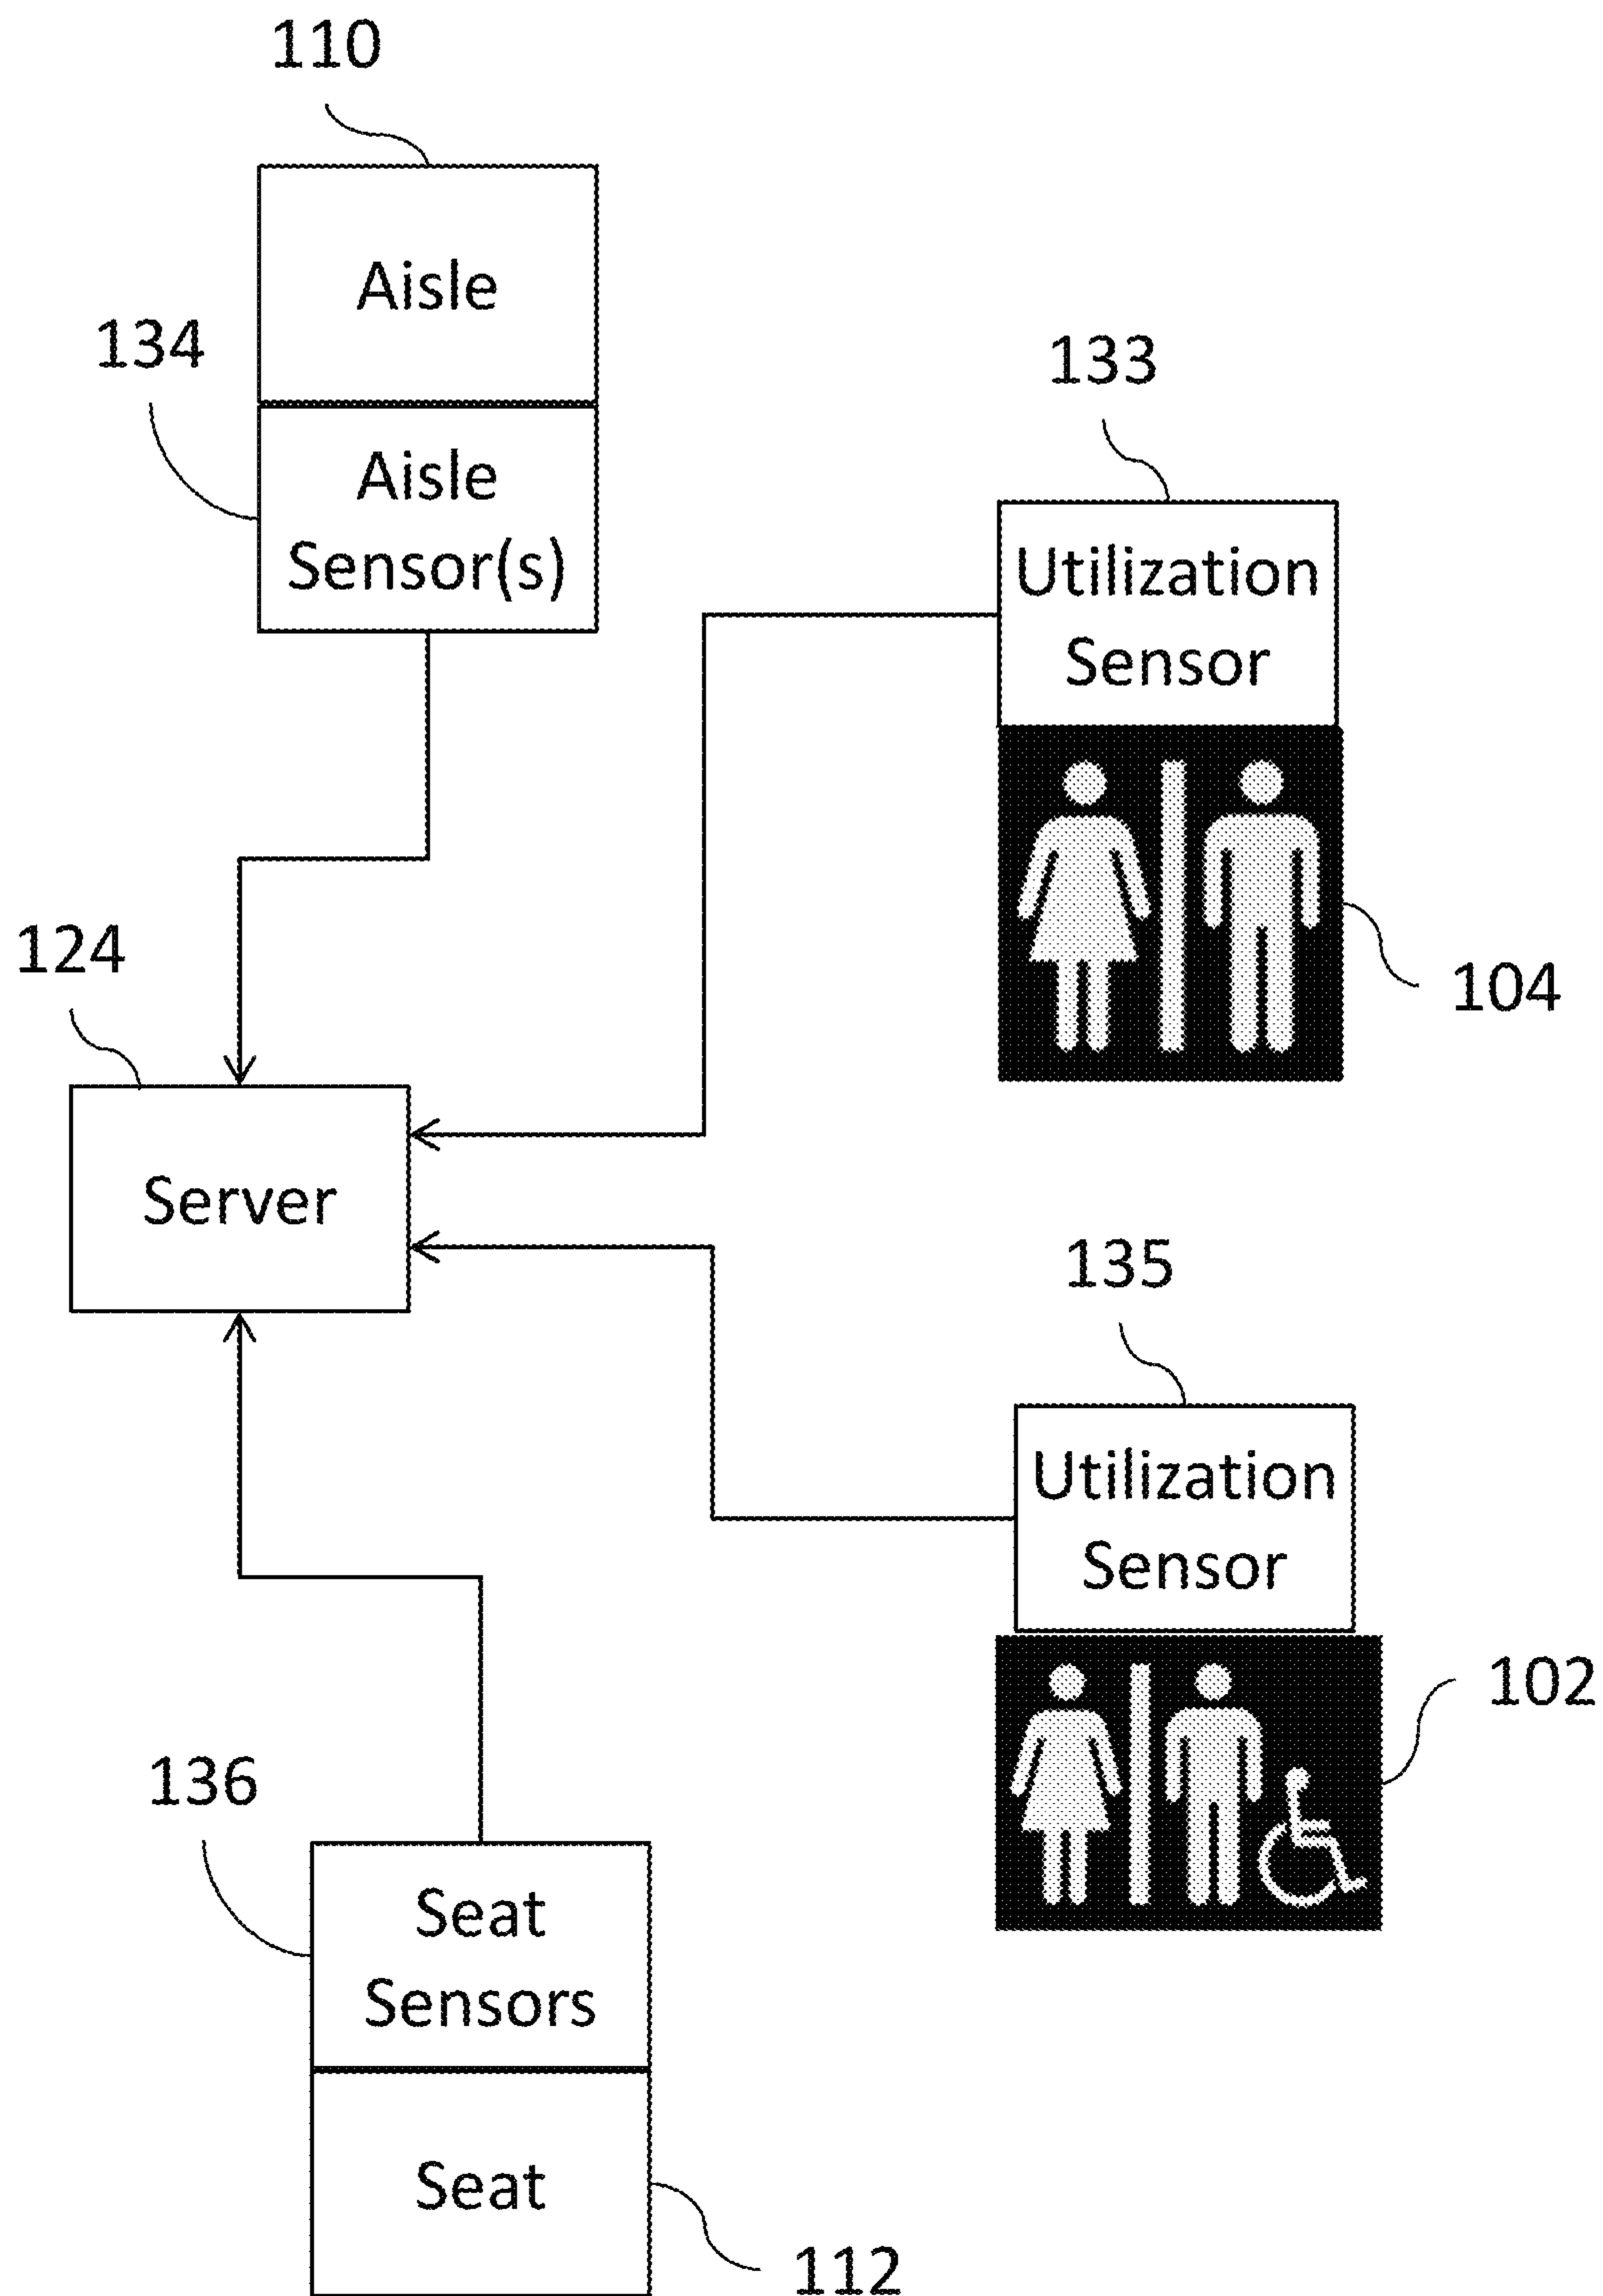 110
Aisle
134
Aisle
Sensor(s)
133
Utilization
Sensor
104
124
Server
135
Utilization
Sensor
102
136
Seat
Sensors
Seat
112